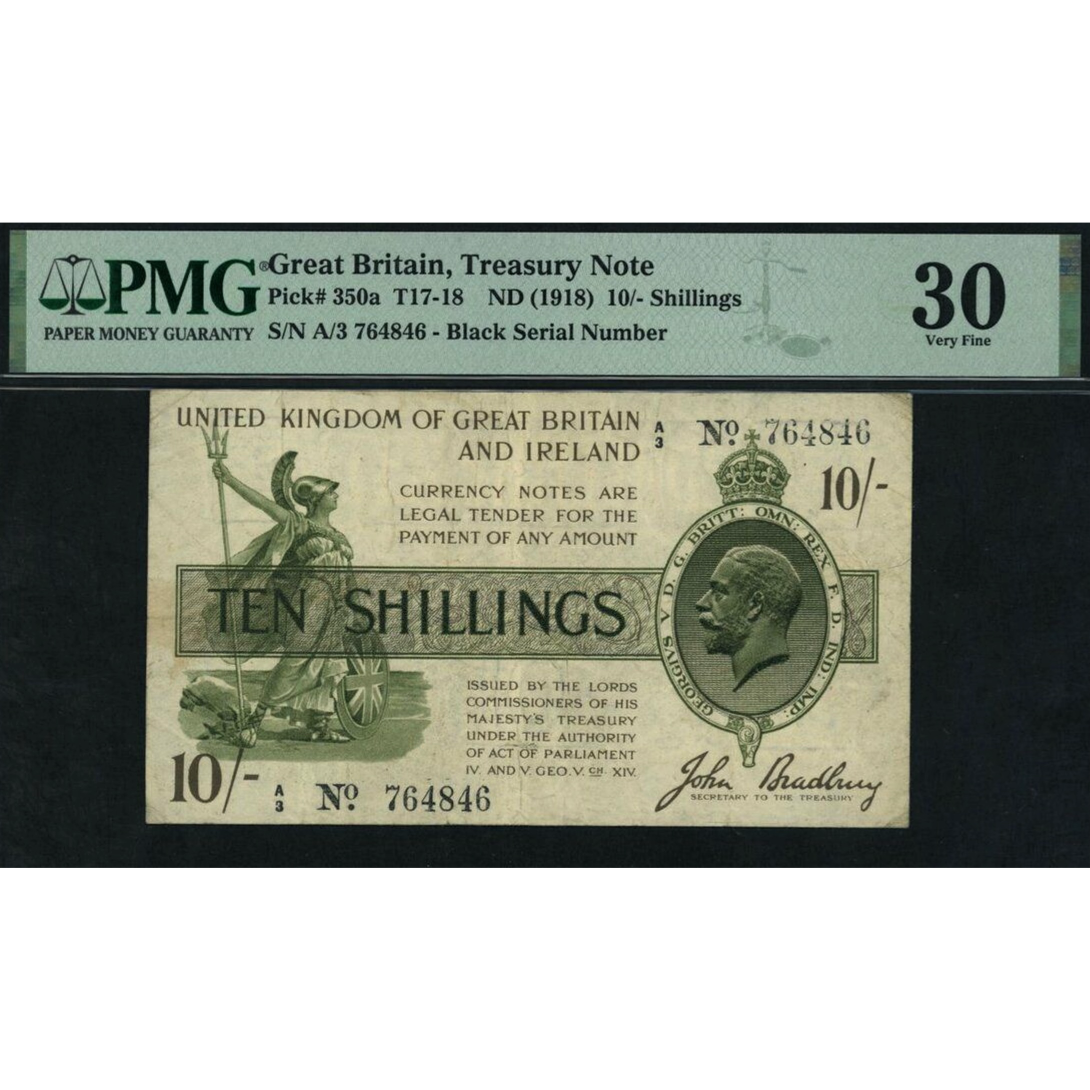 PMG®
PAPER MONEY GUARANTY
Great Britain, Treasury Note
Pick# 350a T17-18 ND (1918) 10/- Shillings
S/N A/3 764846 - Black Serial Number
30
Very Fine
UNITED KINGDOM OF GREAT BRITAIN
AND IRELAND
A/3 Nº. 764846
10/-
CURRENCY NOTES ARE
LEGAL TENDER FOR THE
PAYMENT OF ANY AMOUNT
TEN SHILLINGS
GEORGIVS V D. G. BRITT: OMN: REX F. D. IND: IMP:
ISSUED BY THE LORDS
COMMISSIONERS OF HIS
MAJESTY'S TREASURY
UNDER THE AUTHORITY
OF ACT OF PARLIAMENT
IV. AND V. GEO. V. CH. XIV.
10/-
A/3 Nº. 764846
John Bradbury
SECRETARY TO THE TREASURY